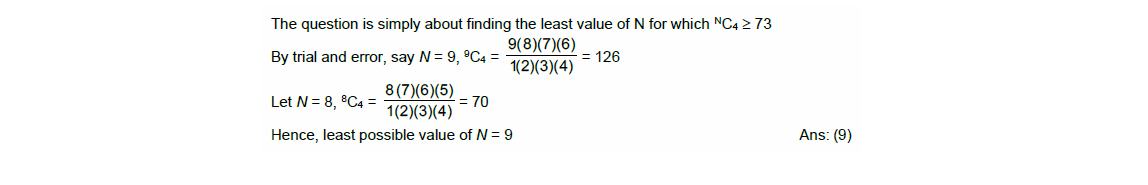 The question is simply about finding the least value of N for which ᴺC₄ ≥ 73
By trial and error, say N = 9, ⁹C₄ = 9(8)(7)(6) / 1(2)(3)(4) = 126
Let N = 8, ⁸C₄ = 8(7)(6)(5) / 1(2)(3)(4) = 70
Hence, least possible value of N = 9 Ans: (9)